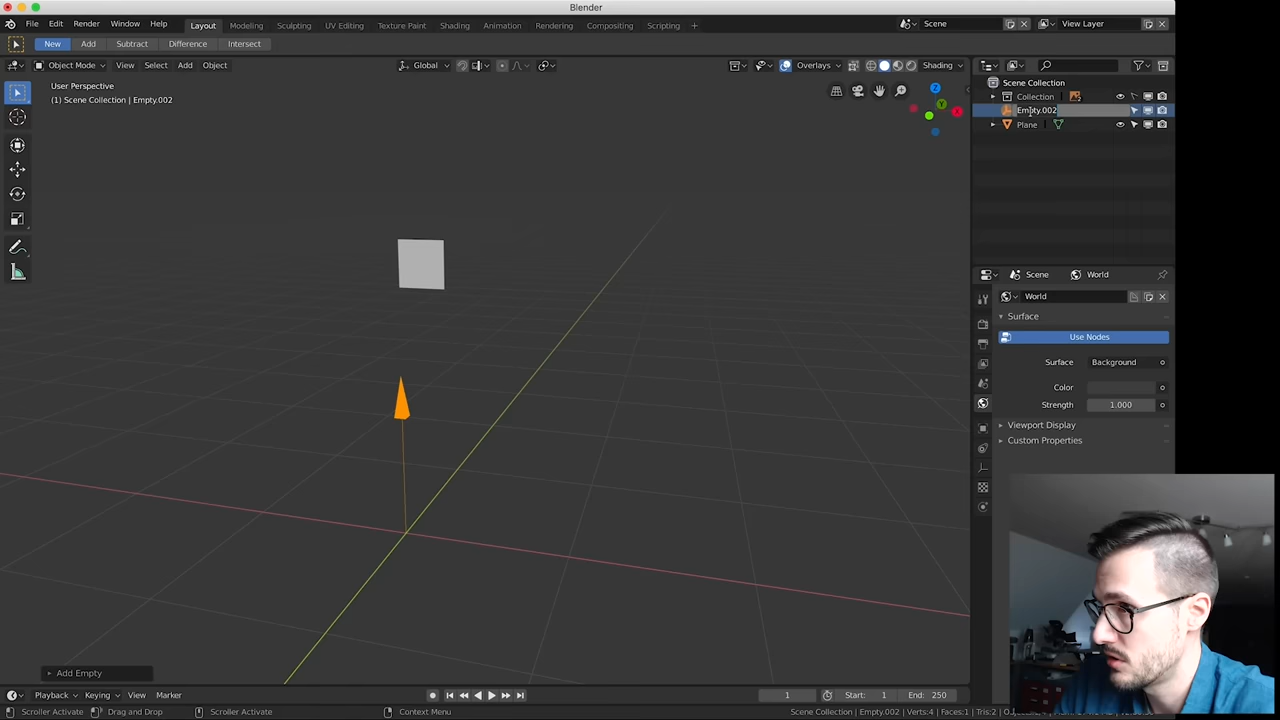 Blender
File Edit Render Window Help Layout Modeling Sculpting UV Editing Texture Paint Shading Animation Rendering Compositing Scripting + Scene View Layer
New Add Subtract Difference Intersect
Object Mode View Select Add Object Global Overlays Shading
User Perspective
(1) Scene Collection | Empty.002
Z
Y
X
Scene Collection
Collection
Empty.002
Plane
Scene World
World
Surface
Use Nodes
Surface Background
Color
Strength 1.000
Viewport Display
Custom Properties
Add Empty
Playback Keying View Marker 1 Start: 1 End: 250
Scroller Activate Drag and Drop Scroller Activate Context Menu Scene Collection | Empty.002 | Verts:4 | Faces:1 | Tris:2